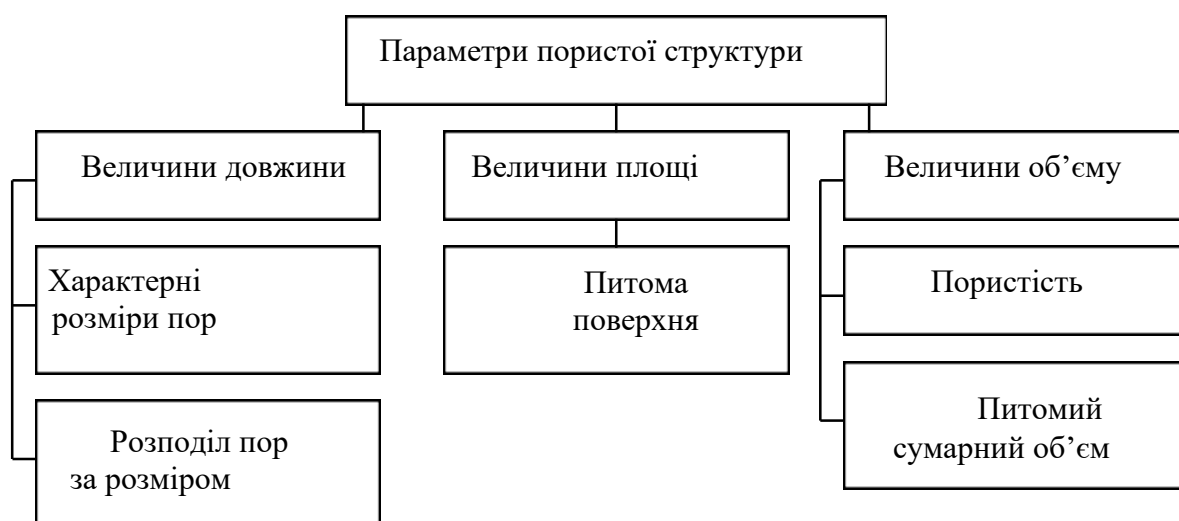 Параметри пористої структури
Величини довжини
Величини площі
Величини об’єму
Характерні
розміри пор
Питома
поверхня
Пористість
Розподіл пор
за розміром
Питомий
сумарний об’єм